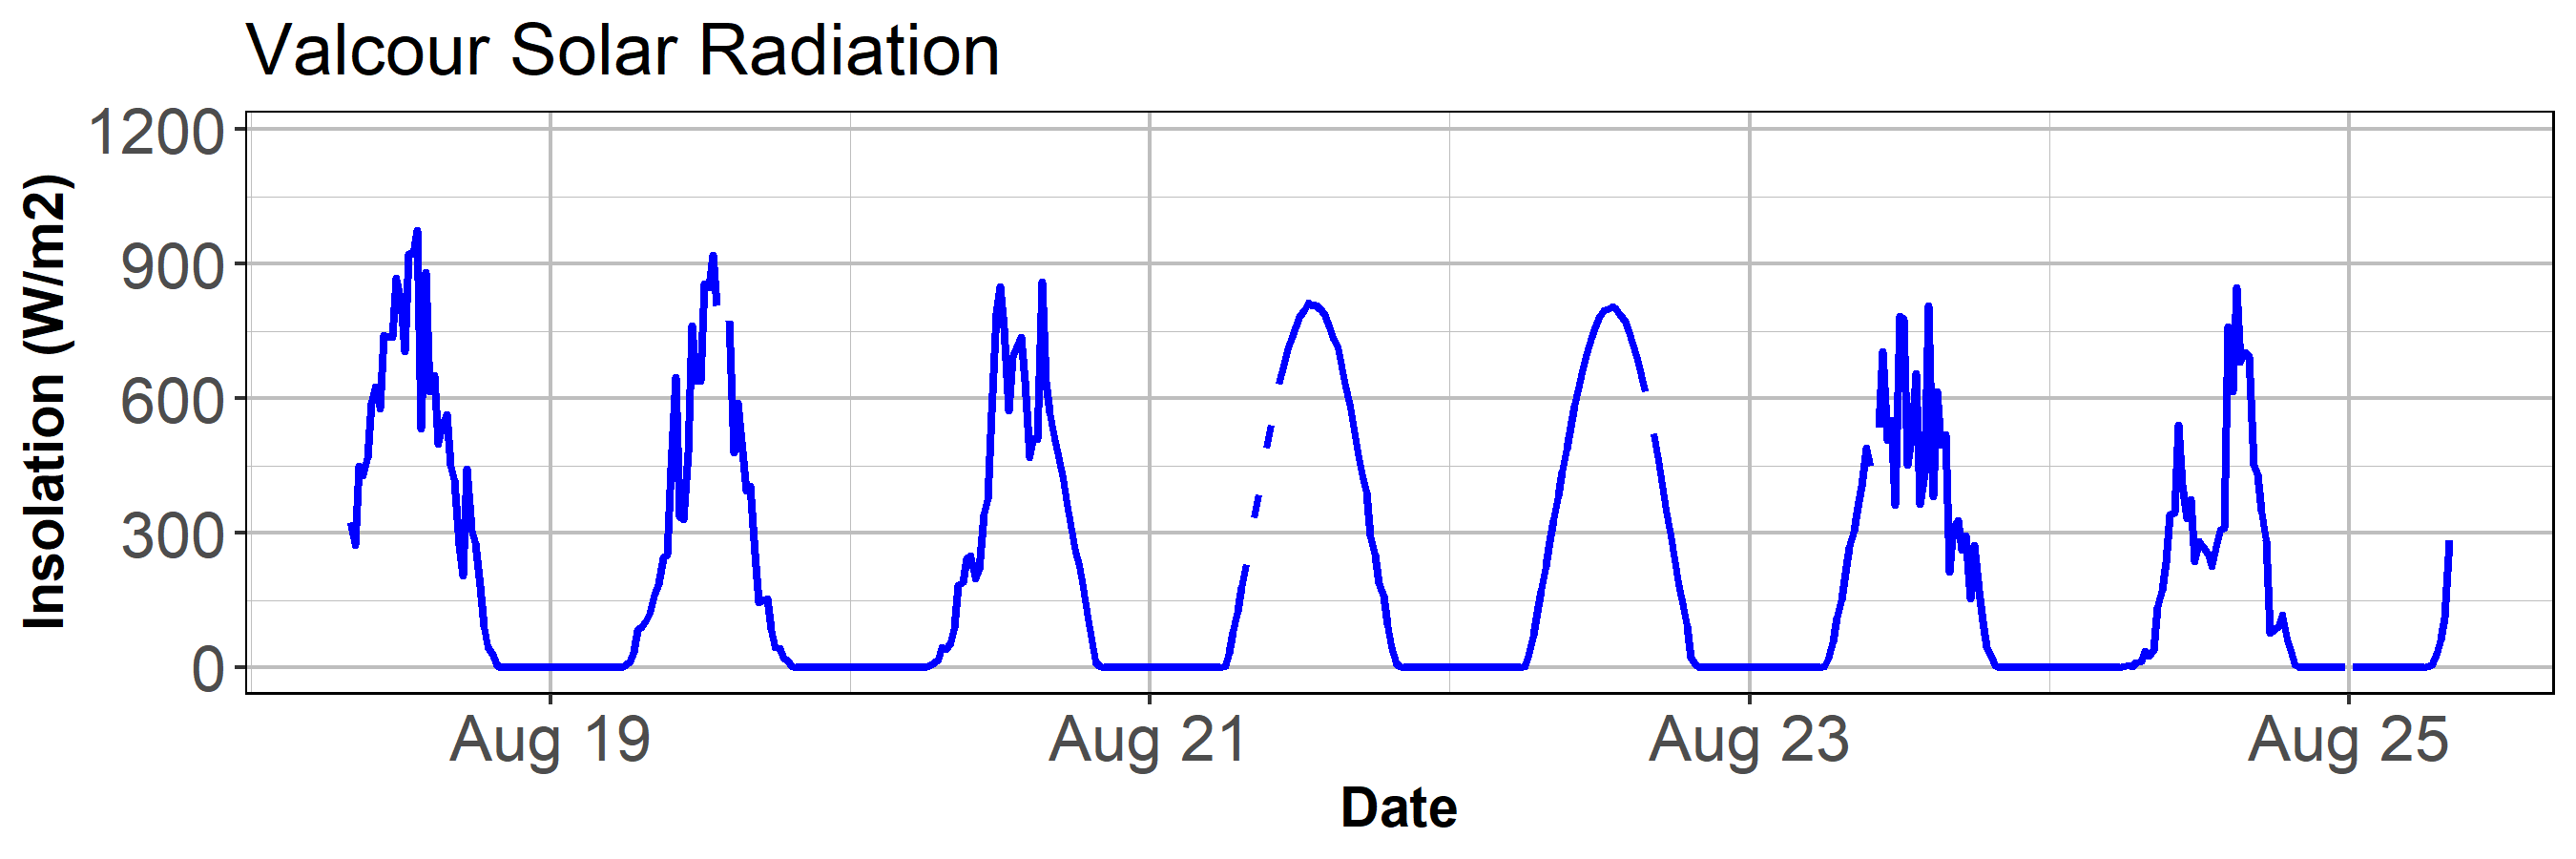 Valcour Solar Radiation
1200
900
600
300
0
Insolation (W/m2)
Aug 19
Aug 21
Aug 23
Aug 25
Date